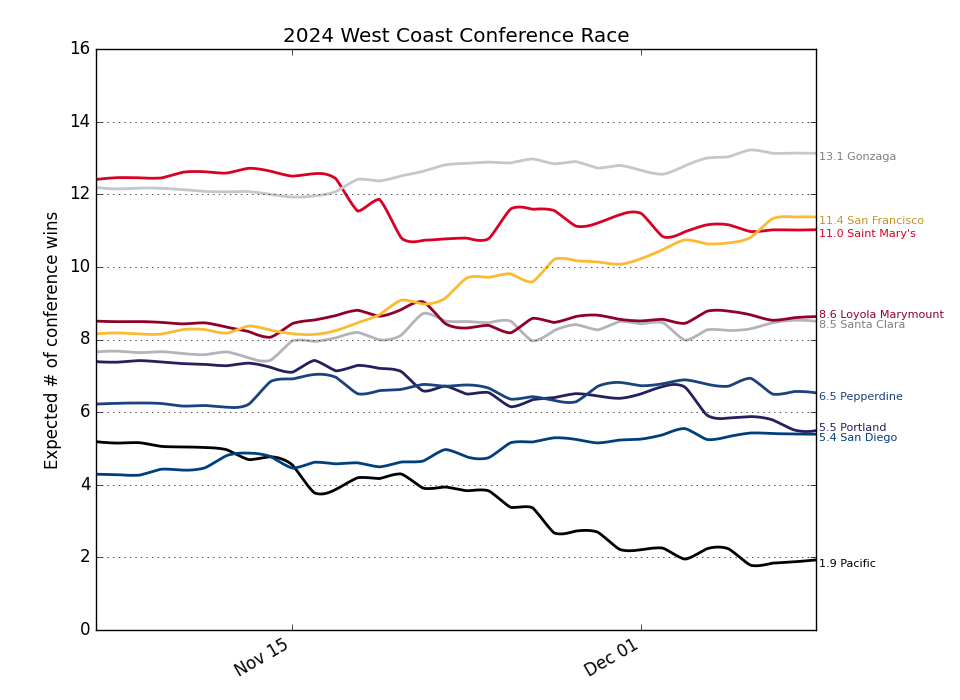 2024 West Coast Conference Race
Expected # of conference wins
16
14
12
10
8
6
4
2
0
Nov 15
Dec 01
13.1 Gonzaga
11.4 San Francisco
11.0 Saint Mary's
8.6 Loyola Marymount
8.5 Santa Clara
6.5 Pepperdine
5.5 Portland
5.4 San Diego
1.9 Pacific